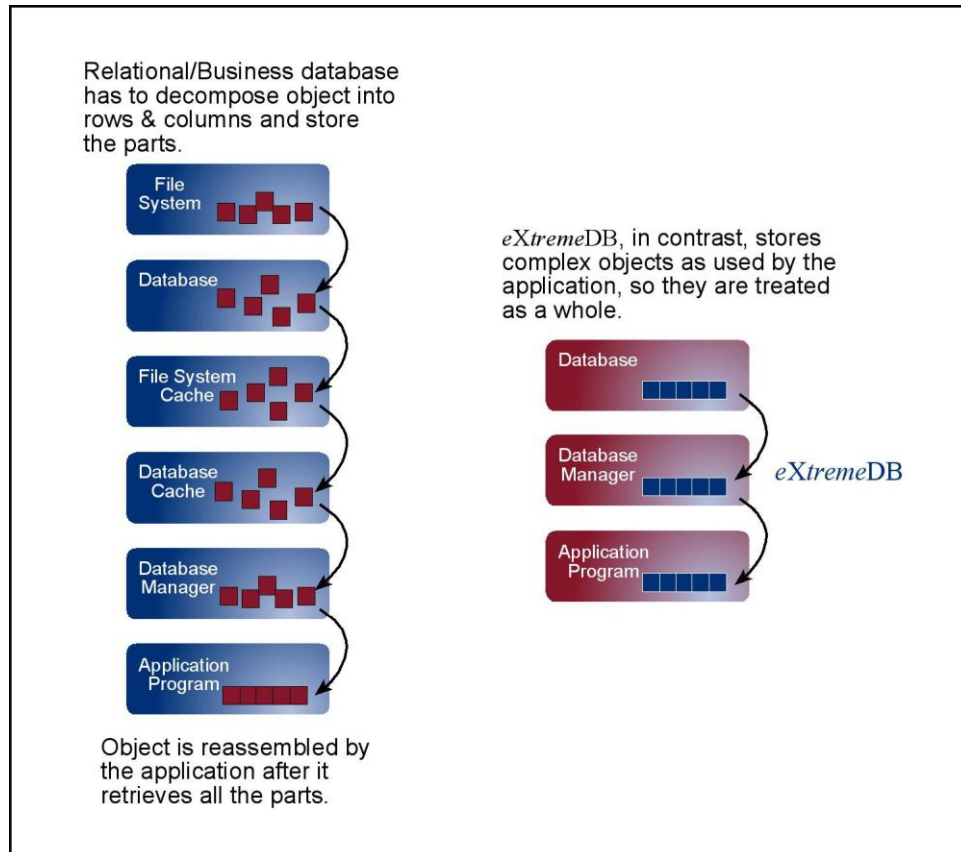 Relational/Business database
has to decompose object into
rows & columns and store
the parts.
File
System
Database
File System
Cache
Database
Cache
Database
Manager
Application
Program
Object is reassembled by
the application after it
retrieves all the parts.
eXtremeDB, in contrast, stores
complex objects as used by the
application, so they are treated
as a whole.
Database
Database
Manager
eXtremeDB
Application
Program